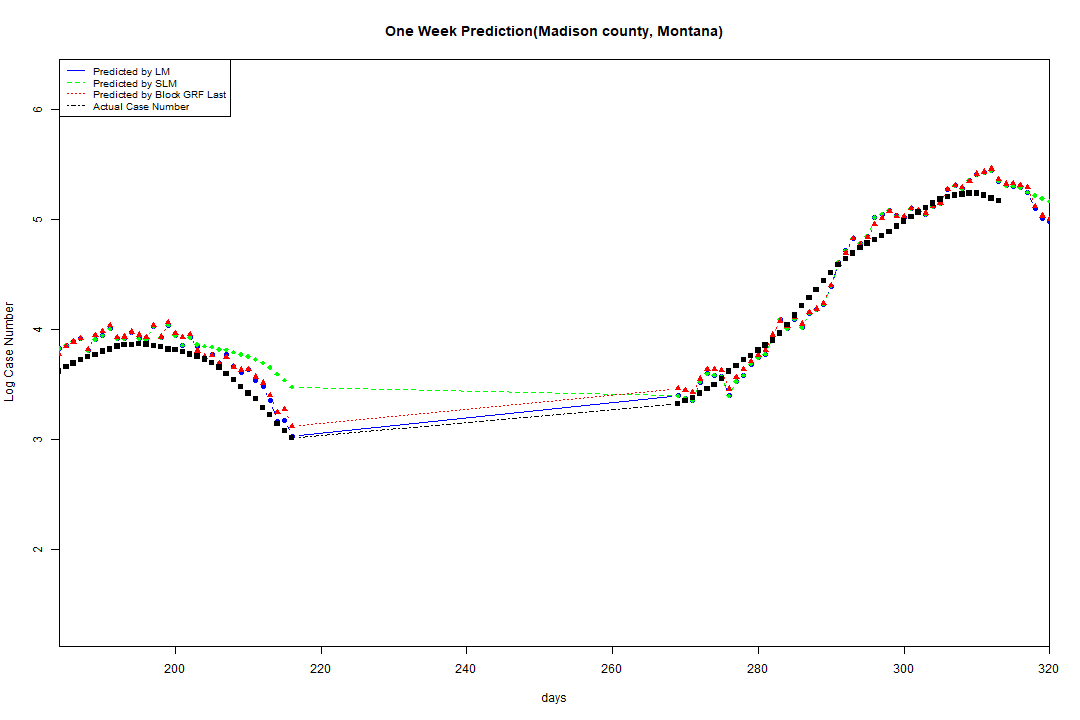 One Week Prediction(Madison county, Montana)
Predicted by LM
Predicted by SLM
Predicted by Block GRF Last
Actual Case Number
6
5
4
3
2
Log Case Number
200 220 240 260 280 300 320
days